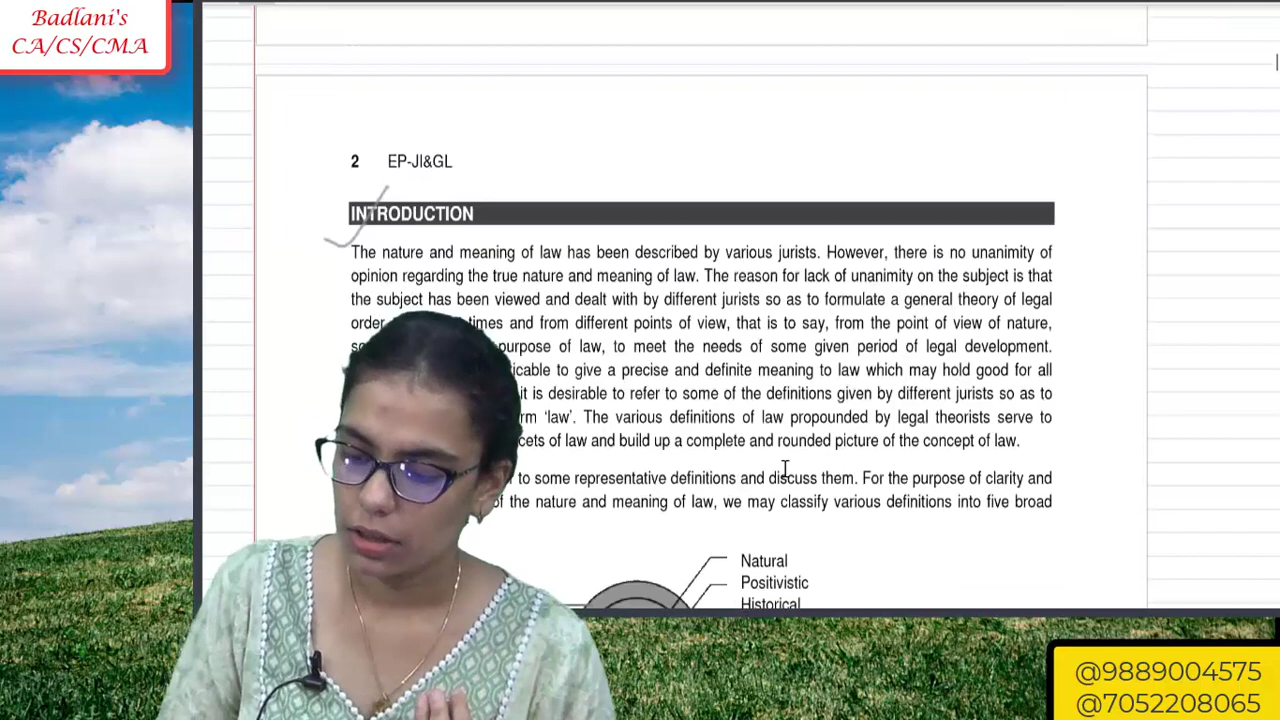 Badlani's
CA/CS/CMA
2 EP-JI&GL
INTRODUCTION
The nature and meaning of law has been described by various jurists. However, there is no unanimity of
opinion regarding the true nature and meaning of law. The reason for lack of unanimity on the subject is that
the subject has been viewed and dealt with by different jurists so as to formulate a general theory of legal
order times and from different points of view, that is to say, from the point of view of nature,
purpose of law, to meet the needs of some given period of legal development.
to give a precise and definite meaning to law which may hold good for all
it is desirable to refer to some of the definitions given by different jurists so as to
'law'. The various definitions of law propounded by legal theorists serve to
of law and build up a complete and rounded picture of the concept of law.
to some representative definitions and discuss them. For the purpose of clarity and
of the nature and meaning of law, we may classify various definitions into five broad
Natural
Positivistic
Historical
@9889004575
@7052208065